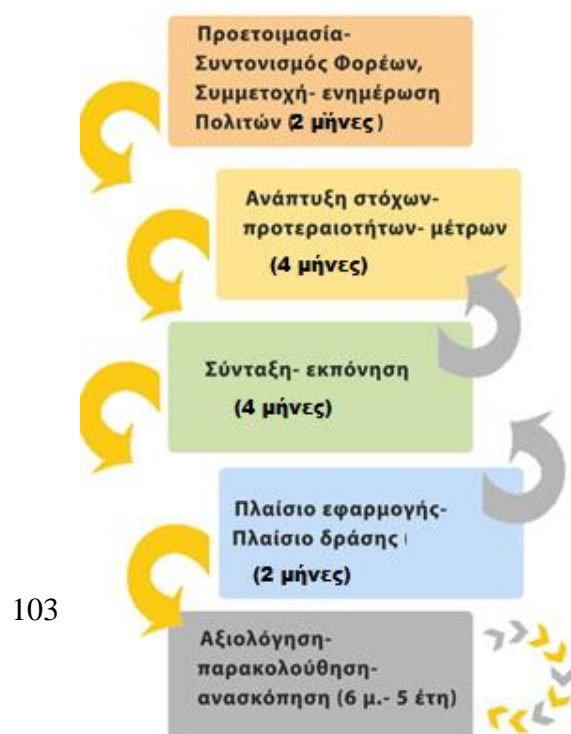 Προετοιμασία-
Συντονισμός Φορέων,
Συμμετοχή- ενημέρωση
Πολιτών (2 μήνες )
Ανάπτυξη στόχων-
προτεραιοτήτων- μέτρων
(4 μήνες)
Σύνταξη- εκπόνηση
(4 μήνες)
Πλαίσιο εφαρμογής-
Πλαίσιο δράσης
(2 μήνες)
103
Αξιολόγηση-
παρακολούθηση-
ανασκόπηση (6 μ.- 5 έτη)